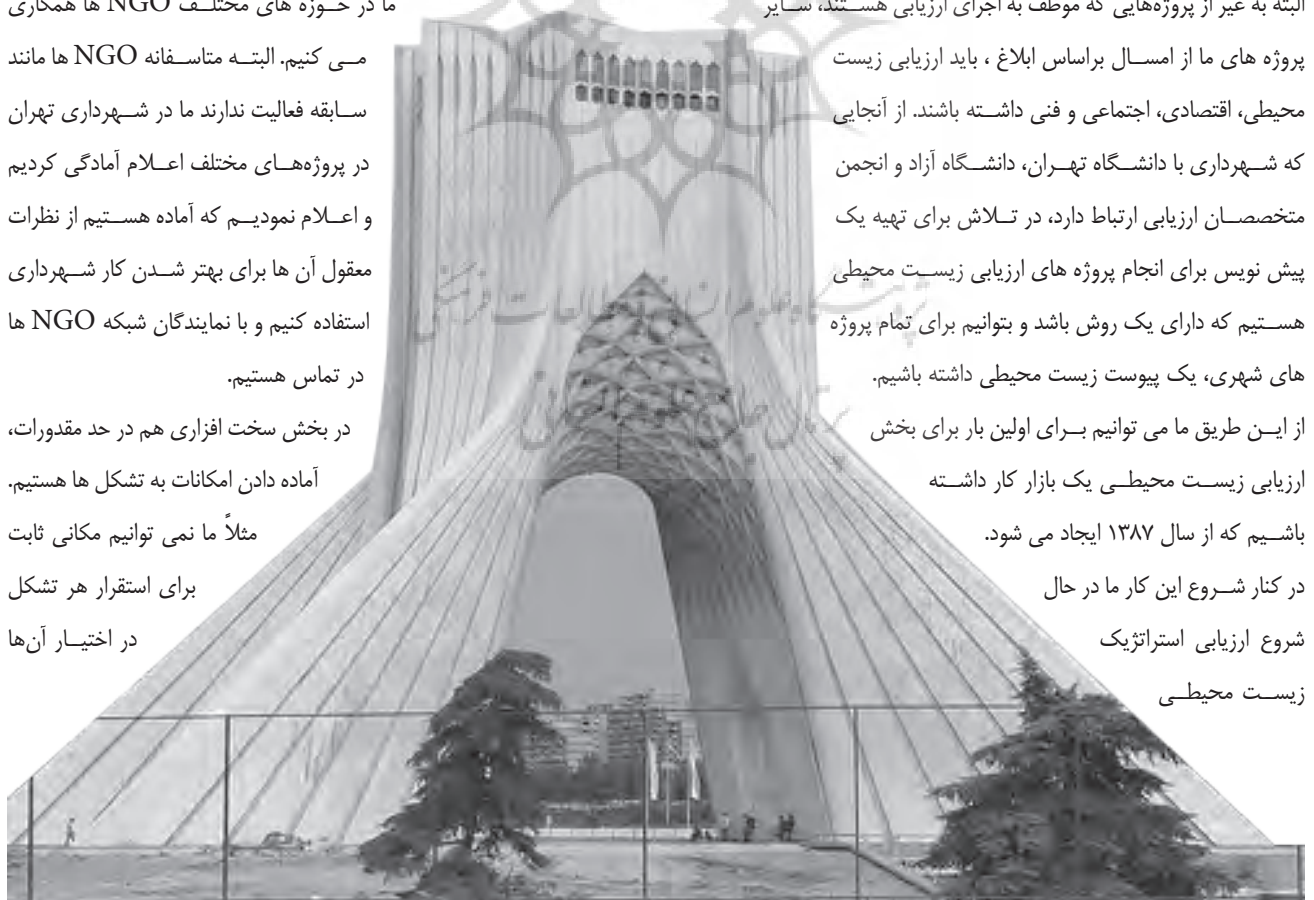 البته به غیر از پروژه‌هایی که موظف به اجرای ارزیابی هستند، سایر
پروژه های ما از امسال براساس ابلاغ ، باید ارزیابی زیست
محیطی، اقتصادی، اجتماعی و فنی داشته باشند. از آنجایی
که شهرداری با دانشگاه تهران، دانشگاه آزاد و انجمن
متخصصان ارزیابی ارتباط دارد، در تلاش برای تهیه یک
پیش نویس برای انجام پروژه های ارزیابی زیست محیطی
هستیم که دارای یک روش باشد و بتوانیم برای تمام پروژه
های شهری، یک پیوست زیست محیطی داشته باشیم.
از این طریق ما می توانیم برای اولین بار برای بخش
ارزیابی زیست محیطی یک بازار کار داشته
باشیم که از سال ۱۳۸۷ ایجاد می شود.
در کنار شروع این کار ما در حال
شروع ارزیابی استراتژیک
زیست محیطی
ما در حوزه های مختلف NGO ها همکاری
می کنیم. البته متاسفانه NGO ها مانند
سابقه فعالیت ندارند ما در شهرداری تهران
در پروژه‌های مختلف اعلام آمادگی کردیم
و اعلام نمودیم که آماده هستیم از نظرات
معقول آن ها برای بهتر شدن کار شهرداری
استفاده کنیم و با نمایندگان شبکه NGO ها
در تماس هستیم.
در بخش سخت افزاری هم در حد مقدورات،
آماده دادن امکانات به تشکل ها هستیم.
مثلاً ما نمی توانیم مکانی ثابت
برای استقرار هر تشکل
در اختیار آن‌ها
پژوهشگاه علوم انسانی و مطالعات فرهنگی
پرتال جامع علوم انسانی